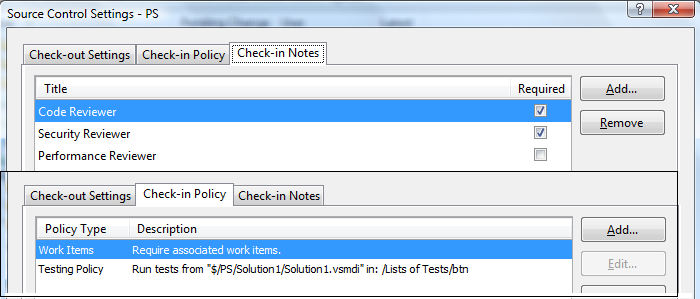 Source Control Settings - PS
Check-out Settings Check-in Policy Check-in Notes
Title Required
Code Reviewer
Security Reviewer
Performance Reviewer
Add...
Remove
Check-out Settings Check-in Policy Check-in Notes
Policy Type Description
Work Items Require associated work items.
Testing Policy Run tests from "$/PS/Solution1/Solution1.vsmdi" in: /Lists of Tests/btn
Add...
Edit...